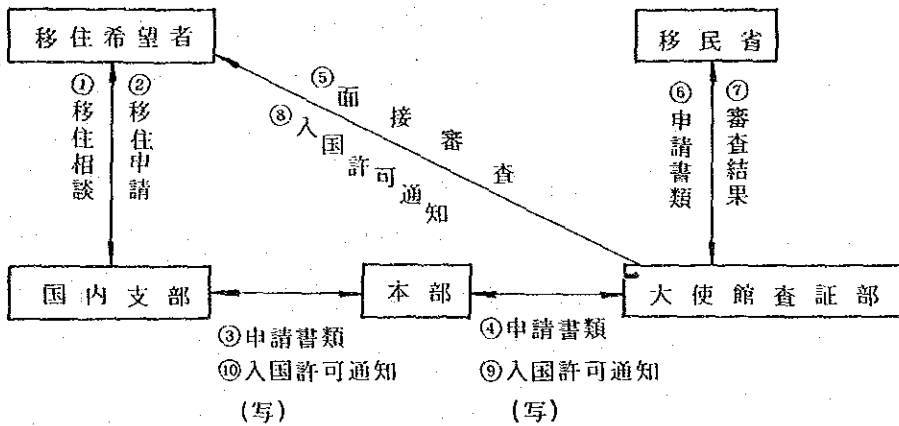 移住希望者
移民省
①移住相談
②移住申請
⑤面接審査
⑧入国許可通知
⑥申請書類
⑦審査結果
国内支部
本部
大使館査証部
③申請書類
④申請書類
⑩入国許可通知
⑨入国許可通知
(写)
(写)